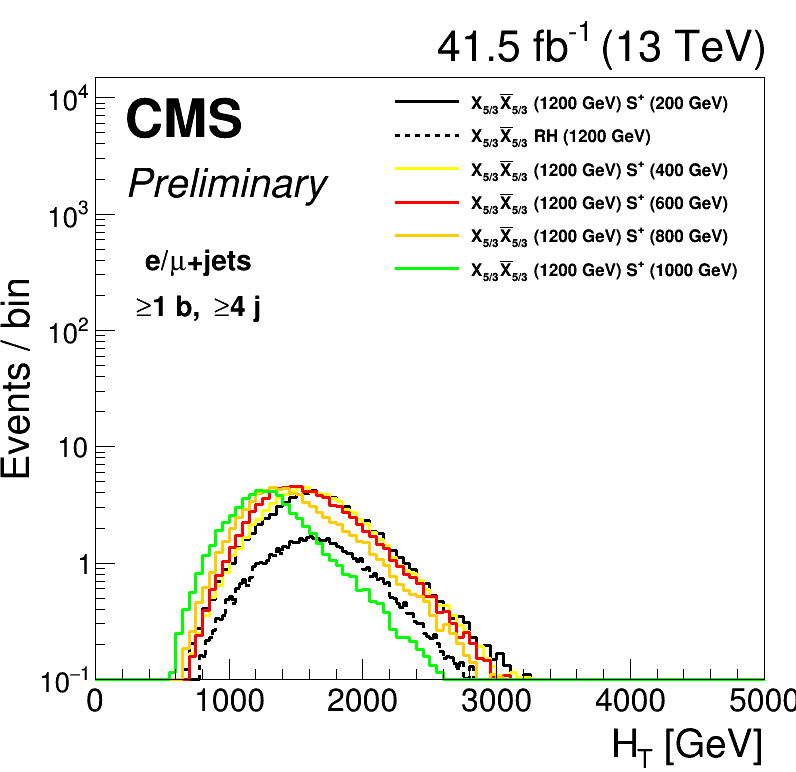 41.5 fb⁻¹ (13 TeV)
CMS
Preliminary
e/μ+jets
≥1 b, ≥4 j
X₅/₃X̅₅/₃ (1200 GeV) S⁺ (200 GeV)
X₅/₃X̅₅/₃ RH (1200 GeV)
X₅/₃X̅₅/₃ (1200 GeV) S⁺ (400 GeV)
X₅/₃X̅₅/₃ (1200 GeV) S⁺ (600 GeV)
X₅/₃X̅₅/₃ (1200 GeV) S⁺ (800 GeV)
X₅/₃X̅₅/₃ (1200 GeV) S⁺ (1000 GeV)
Events / bin
10⁴
10³
10²
10
1
10⁻¹
0 1000 2000 3000 4000 5000
H_T [GeV]